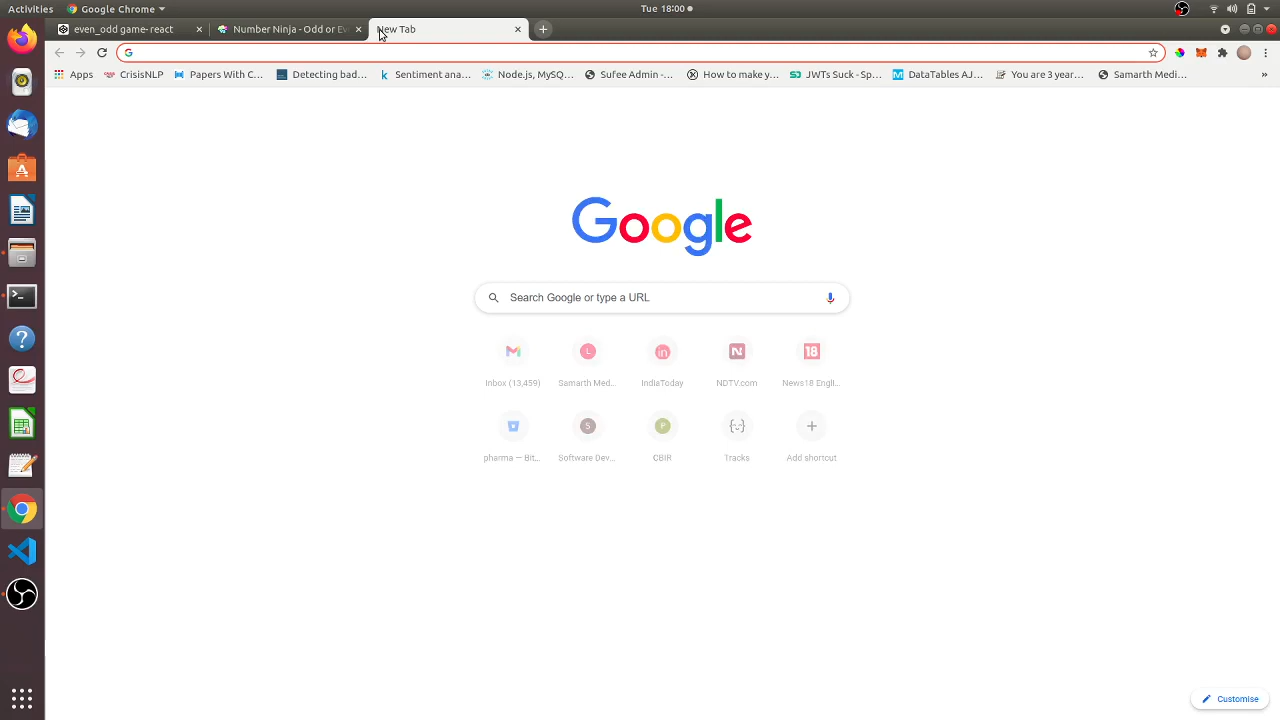 Activities Google Chrome Tue 18:00
even_odd game- react Number Ninja - Odd or Ev New Tab
Apps CrisisNLP Papers With C... Detecting bad... Sentiment ana... Node.js, MySQ... Sufee Admin -... How to make y... JWTs Suck - Sp... DataTables AJ... You are 3 year... Samarth Medi... »
Google
Search Google or type a URL
Inbox (13,459) Samarth Med... IndiaToday NDTV.com News18 Engli...
pharma — Bit... Software Dev... CBIR Tracks Add shortcut
Customise